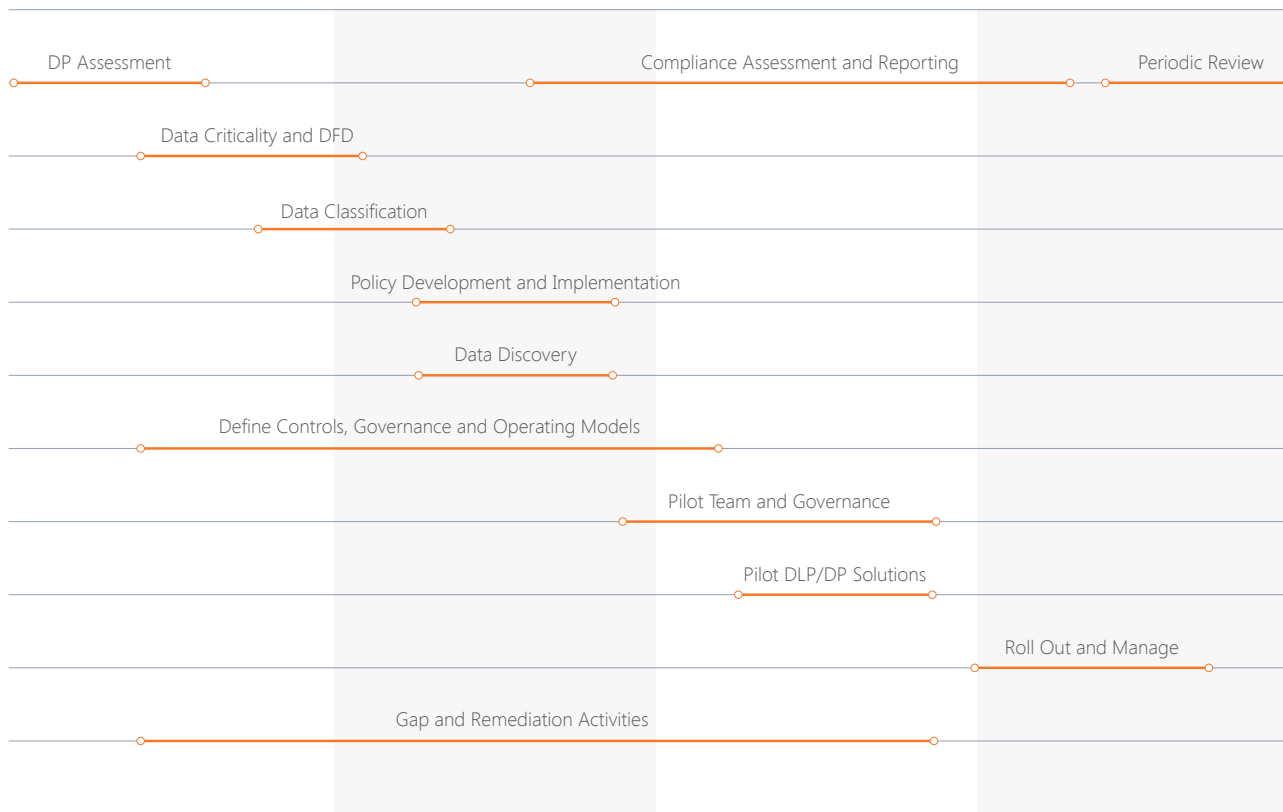 DP Assessment
Compliance Assessment and Reporting
Periodic Review
Data Criticality and DFD
Data Classification
Policy Development and Implementation
Data Discovery
Define Controls, Governance and Operating Models
Pilot Team and Governance
Pilot DLP/DP Solutions
Roll Out and Manage
Gap and Remediation Activities